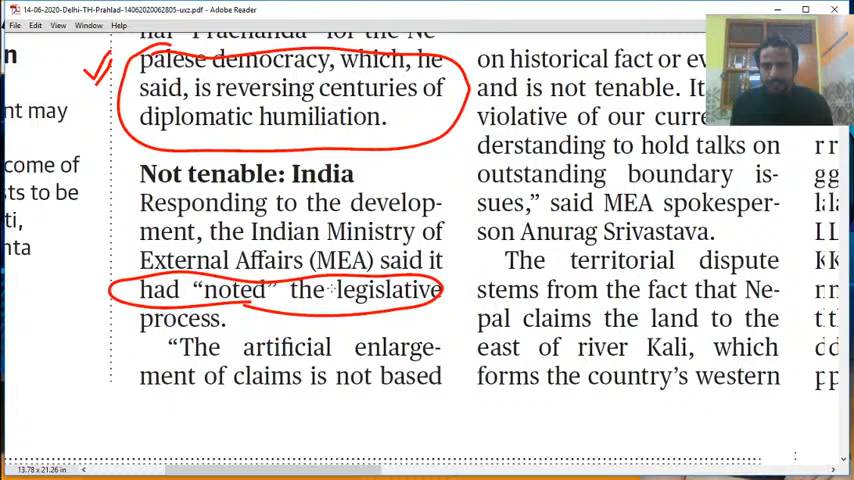 14-06-2020-Delhi-TH-Prahlad-14062020062805-uxz.pdf - Adobe Reader
File Edit View Window Help
palese democracy, which, he
said, is reversing centuries of
diplomatic humiliation.
Not tenable: India
Responding to the develop-
ment, the Indian Ministry of
External Affairs (MEA) said it
had “noted” the legislative
process.
“The artificial enlarge-
ment of claims is not based
on historical fact or
and is not tenable. It
violative of our
derstanding to hold talks on
outstanding boundary is-
sues,” said MEA spokesper-
son Anurag Srivastava.
The territorial dispute
stems from the fact that Ne-
pal claims the land to the
east of river Kali, which
forms the country’s western
nt may
come of
sts to be
ti,
nta
13.78 x 21.26 in